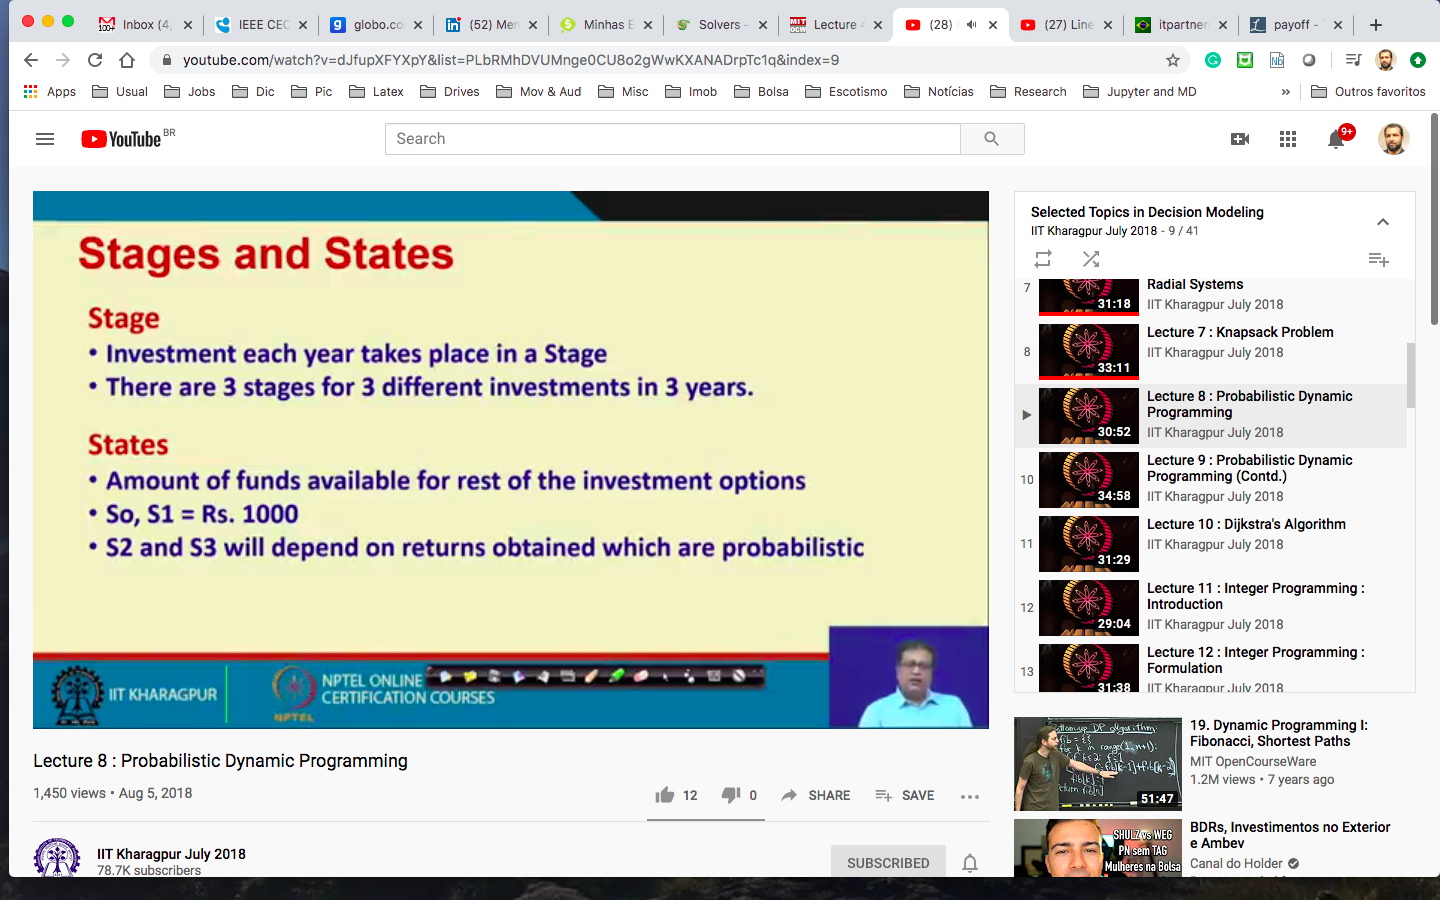 Inbox (4,
IEEE CEC
globo.co
(52) Men
Minhas E
Solvers –
Lecture 4
(28)
(27) Line
itpartner
payoff -
youtube.com/watch?v=dJfupXFYXpY&list=PLbRMhDVUMnge0CU8o2gWwKXANADrpTc1q&index=9
Apps Usual Jobs Dic Pic Latex Drives Mov & Aud Misc Imob Bolsa Escotismo Notícias Research Jupyter and MD » Outros favoritos
YouTube BR
Search
9+
Stages and States
Stage
• Investment each year takes place in a Stage
• There are 3 stages for 3 different investments in 3 years.
States
• Amount of funds available for rest of the investment options
• So, S1 = Rs. 1000
• S2 and S3 will depend on returns obtained which are probabilistic
IIT KHARAGPUR
NPTEL
NPTEL ONLINE
CERTIFICATION COURSES
Lecture 8 : Probabilistic Dynamic Programming
1,450 views • Aug 5, 2018
12 0 SHARE SAVE
IIT Kharagpur July 2018
78.7K subscribers
SUBSCRIBED
Selected Topics in Decision Modeling
IIT Kharagpur July 2018 - 9 / 41
7
31:18
Radial Systems
IIT Kharagpur July 2018
8
33:11
Lecture 7 : Knapsack Problem
IIT Kharagpur July 2018
30:52
Lecture 8 : Probabilistic Dynamic
Programming
IIT Kharagpur July 2018
10
34:58
Lecture 9 : Probabilistic Dynamic
Programming (Contd.)
IIT Kharagpur July 2018
11
31:29
Lecture 10 : Dijkstra's Algorithm
IIT Kharagpur July 2018
12
29:04
Lecture 11 : Integer Programming :
Introduction
IIT Kharagpur July 2018
13
31:38
Lecture 12 : Integer Programming :
Formulation
IIT Kharagpur July 2018
51:47
19. Dynamic Programming I:
Fibonacci, Shortest Paths
MIT OpenCourseWare
1.2M views • 7 years ago
SHULZ vs WEG
PN sem TAG
Mulheres na Bolsa
BDRs, Investimentos no Exterior
e Ambev
Canal do Holder